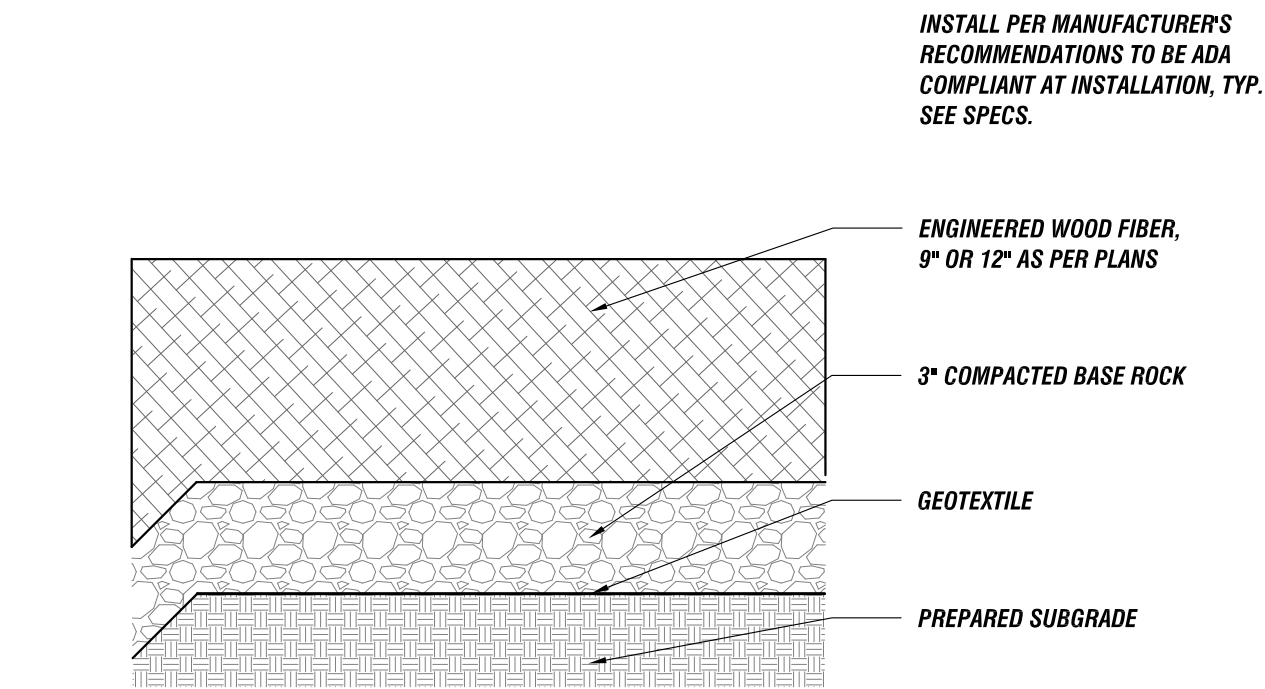 INSTALL PER MANUFACTURER'S
RECOMMENDATIONS TO BE ADA
COMPLIANT AT INSTALLATION, TYP.
SEE SPECS.
ENGINEERED WOOD FIBER,
9" OR 12" AS PER PLANS
3" COMPACTED BASE ROCK
GEOTEXTILE
PREPARED SUBGRADE